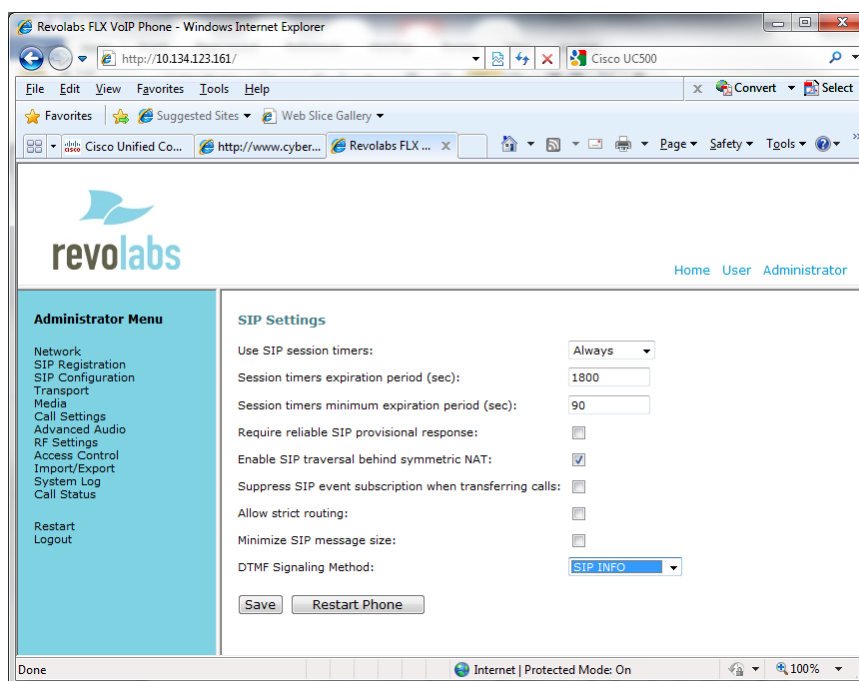 Revolabs FLX VoIP Phone - Windows Internet Explorer
http://10.134.123.161/
Cisco UC500
File Edit View Favorites Tools Help
x Convert Select
Favorites Suggested Sites Web Slice Gallery
Cisco Unified Co... http://www.cyber... Revolabs FLX ... X Page Safety Tools »
revolabs
Home User Administrator
Administrator Menu
Network
SIP Registration
SIP Configuration
Transport
Media
Call Settings
Advanced Audio
RF Settings
Access Control
Import/Export
System Log
Call Status
Restart
Logout
SIP Settings
Use SIP session timers: Always
Session timers expiration period (sec): 1800
Session timers minimum expiration period (sec): 90
Require reliable SIP provisional response:
Enable SIP traversal behind symmetric NAT:
Suppress SIP event subscription when transferring calls:
Allow strict routing:
Minimize SIP message size:
DTMF Signaling Method: SIP INFO
Save Restart Phone
Done Internet | Protected Mode: On 100%